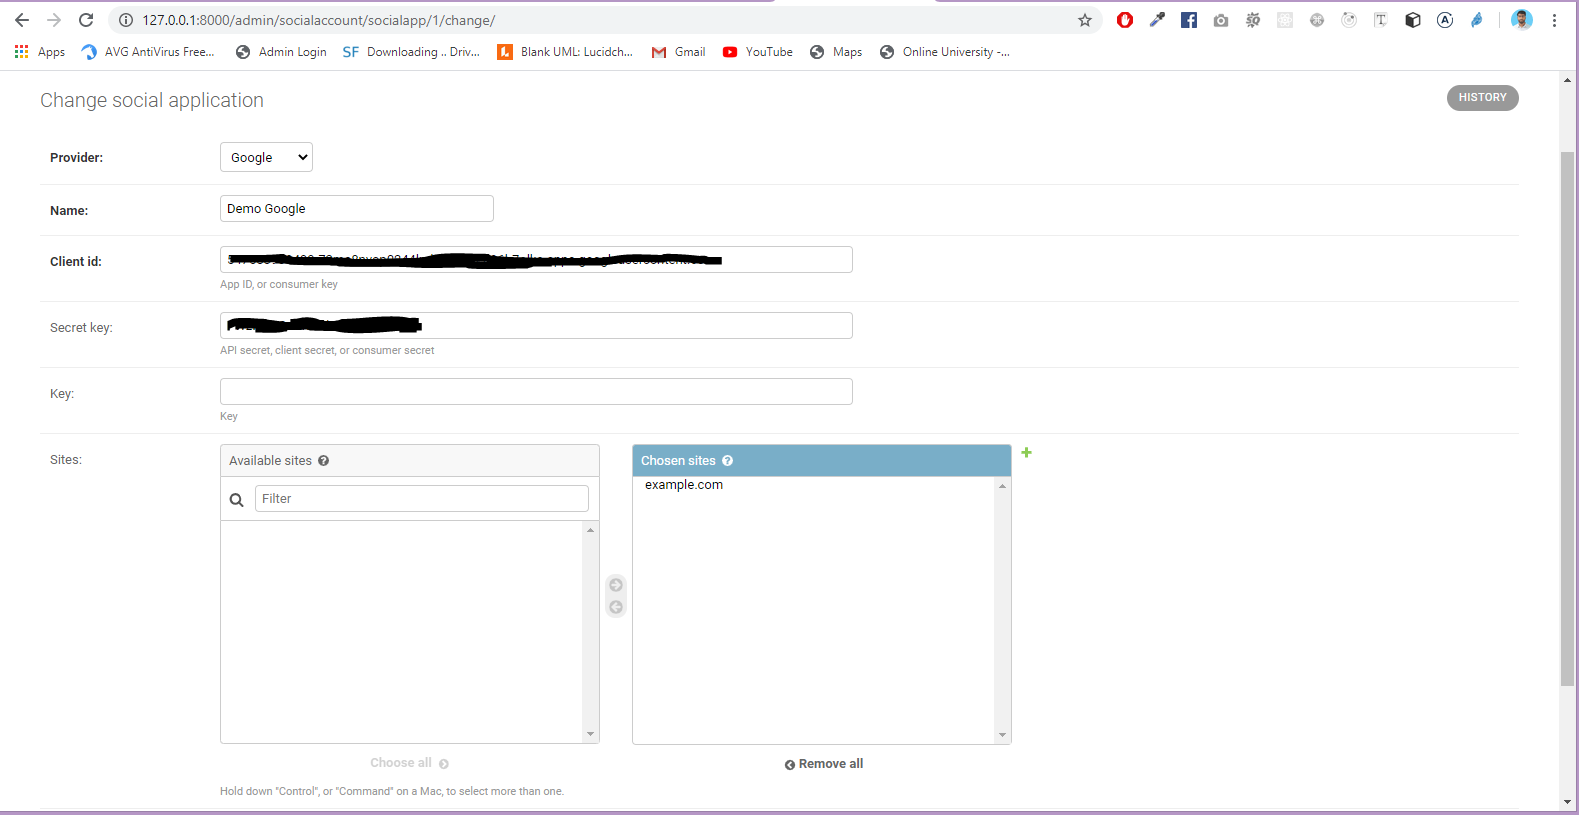 127.0.0.1:8000/admin/socialaccount/socialapp/1/change/
Apps AVG AntiVirus Free... Admin Login SF Downloading .. Driv... Blank UML: Lucidch... Gmail YouTube Maps Online University -...
Change social application
HISTORY
Provider: Google
Name: Demo Google
Client id:
App ID, or consumer key
Secret key:
API secret, client secret, or consumer secret
Key:
Key
Sites: Available sites
Filter
Choose all
Chosen sites
example.com
Remove all
Hold down "Control", or "Command" on a Mac, to select more than one.